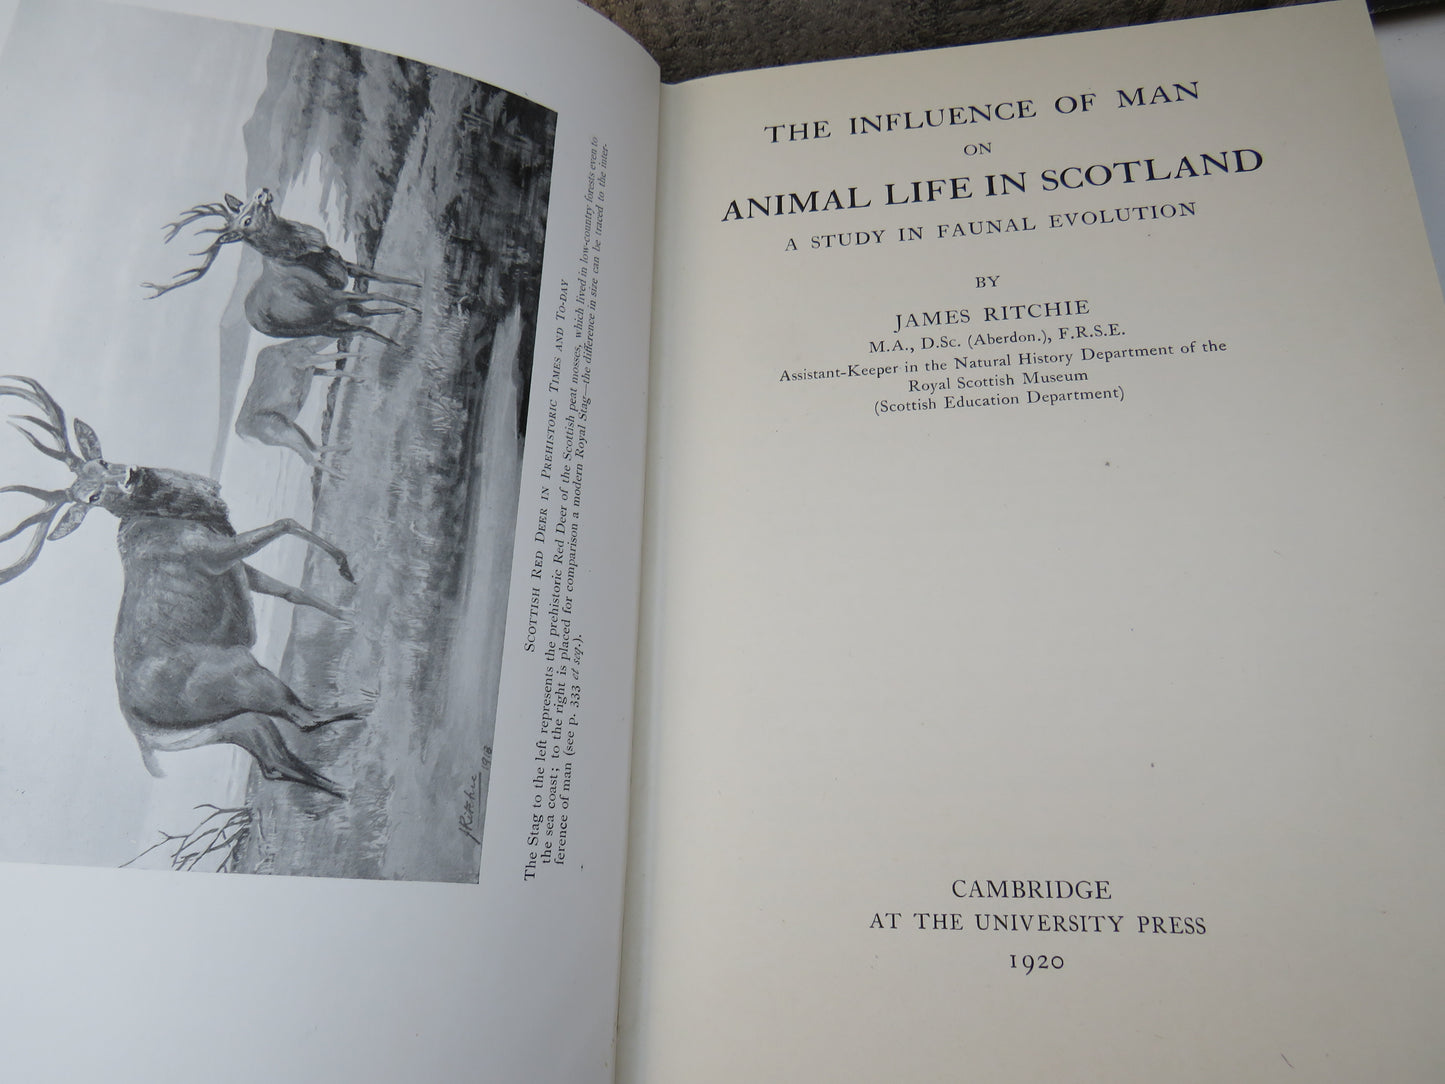 J Ritchie 1918
SCOTTISH RED DEER IN PREHISTORIC TIMES AND TO-DAY
The Stag to the left represents the prehistoric Red Deer of the Scottish peat mosses, which lived in low-country forests even to
the sea coast; to the right is placed for comparison a modern Royal Stag—the difference in size can be traced to the inter-
ference of man (see p. 333 et seq.).
THE INFLUENCE OF MAN
ON
ANIMAL LIFE IN SCOTLAND
A STUDY IN FAUNAL EVOLUTION
BY
JAMES RITCHIE
M.A., D.Sc. (Aberdon.), F.R.S.E.
Assistant-Keeper in the Natural History Department of the
Royal Scottish Museum
(Scottish Education Department)
CAMBRIDGE
AT THE UNIVERSITY PRESS
1920